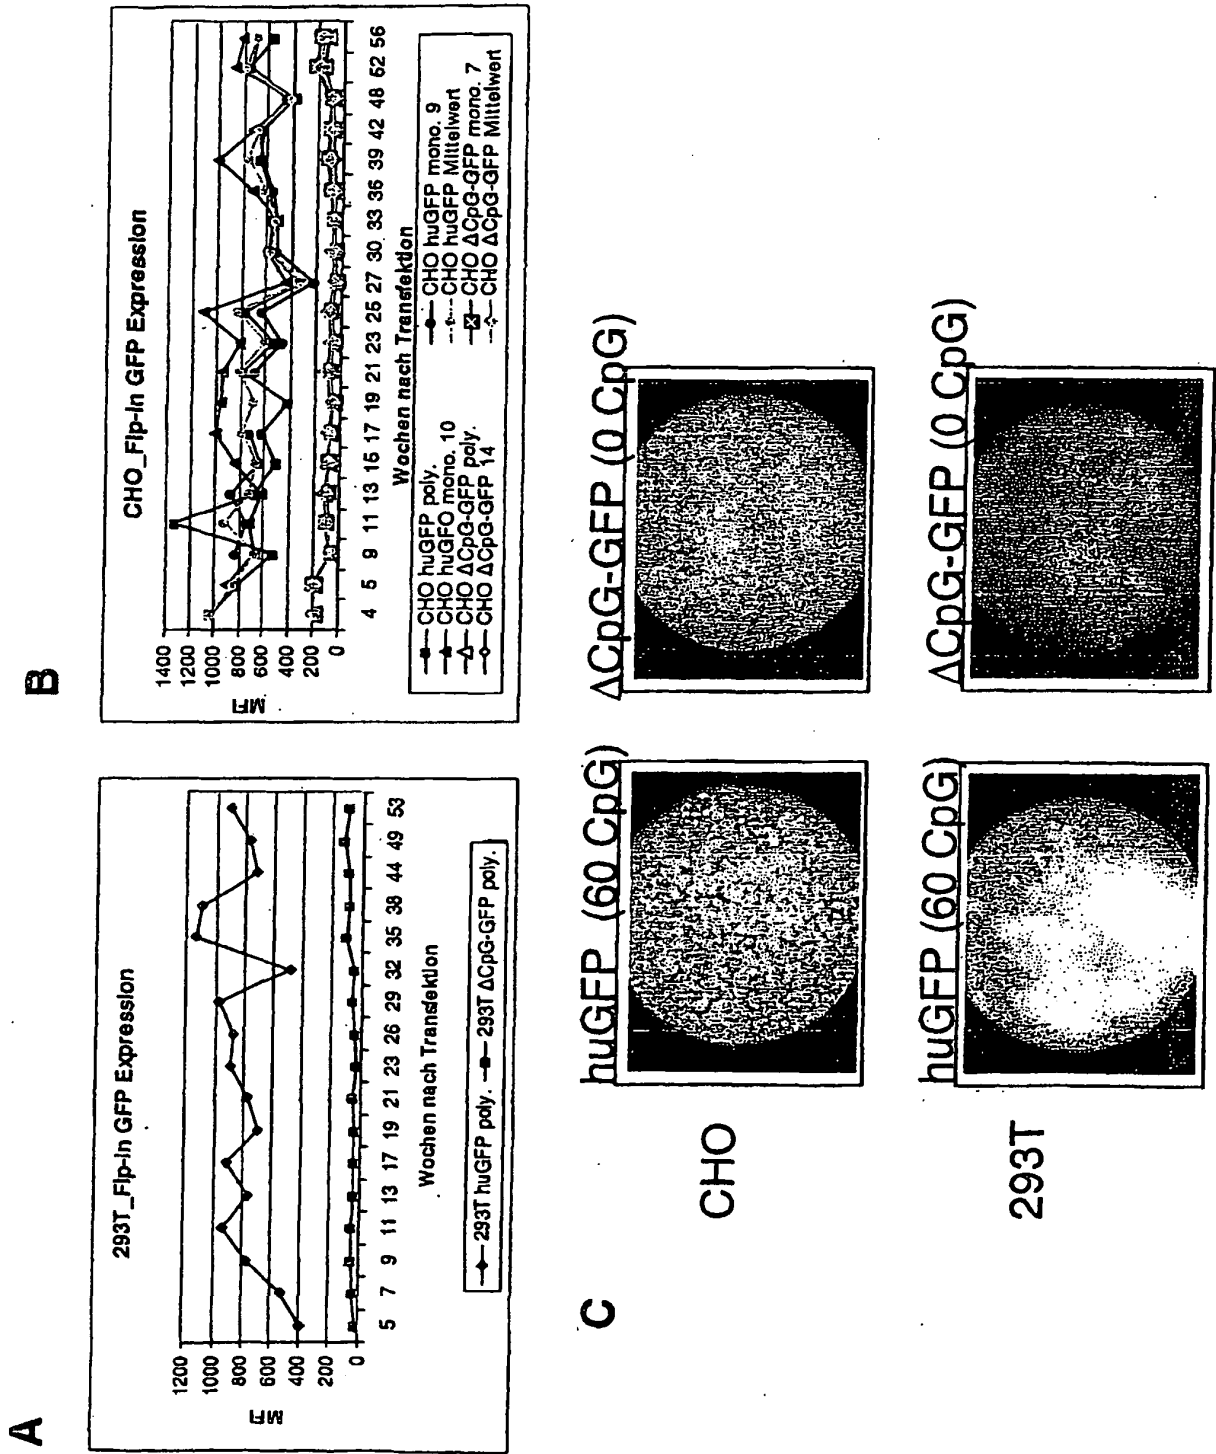 A
293T_Flp-In GFP Expression
MFI
1200
1000
800
600
400
200
0
5 7 9 11 13 17 19 21 23 26 29 32 35 38 44 49 53
Wochen nach Transfektion
293T huGFP poly. 293T ΔCpG-GFP poly.
B
CHO_Flp-In GFP Expression
MFI
1400
1200
1000
800
600
400
200
0
4 5 9 11 13 15 17 19 21 23 25 27 30 33 36 39 42 48 52 56
Wochen nach Transfektion
CHO huGFP poly. CHO huGFP mono. 9
CHO huGFO mono. 10 CHO huGFP Mittelwert
CHO ΔCpG-GFP poly. CHO ΔCpG-GFP mono. 7
CHO ΔCpG-GFP 14 CHO ΔCpG-GFP Mittelwert
C
huGFP (60 CpG) ΔCpG-GFP (0 CpG)
CHO
huGFP (60 CpG) ΔCpG-GFP (0 CpG)
293T